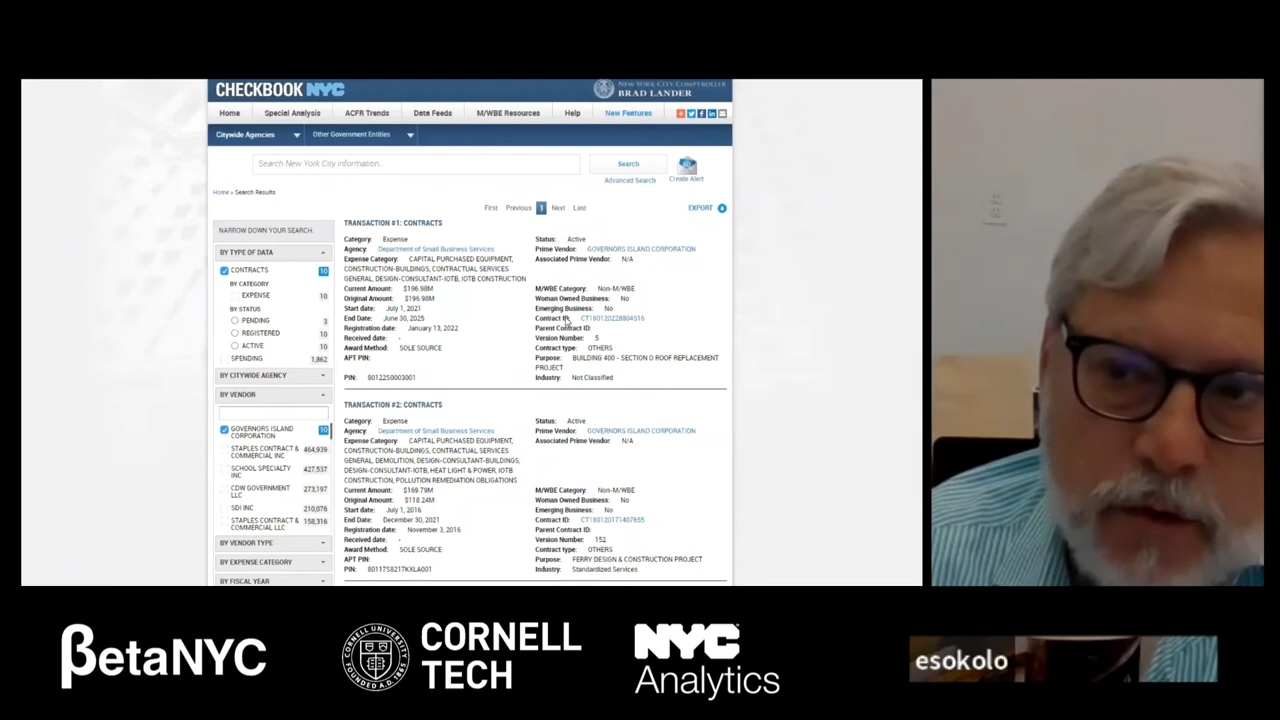 CHECKBOOK NYC
NEW YORK CITY COMPTROLLER
BRAD LANDER
Home Special Analysis ACFR Trends Data Feeds M/WBE Resources Help New Features
Citywide Agencies Other Government Entities
Search New York City information...
Search
Advanced Search
Create Alert
Home » Search Results
First Previous 1 Next Last
EXPORT
NARROW DOWN YOUR SEARCH:
BY TYPE OF DATA
CONTRACTS 10
BY CATEGORY
EXPENSE 10
BY STATUS
PENDING 3
REGISTERED 10
ACTIVE 10
SPENDING 1,862
BY CITYWIDE AGENCY
BY VENDOR
GOVERNORS ISLAND CORPORATION 10
STAPLES CONTRACT & COMMERCIAL INC 464,939
SCHOOL SPECIALTY INC 427,537
CDW GOVERNMENT LLC 273,197
SDI INC 210,076
STAPLES CONTRACT & COMMERCIAL LLC 158,316
BY VENDOR TYPE
BY EXPENSE CATEGORY
BY FISCAL YEAR
TRANSACTION #1: CONTRACTS
Category: Expense
Agency: Department of Small Business Services
Expense Category: CAPITAL PURCHASED EQUIPMENT,
CONSTRUCTION-BUILDINGS, CONTRACTUAL SERVICES
GENERAL, DESIGN-CONSULTANT-IOTB, IOTB CONSTRUCTION
Current Amount: $196.98M
Original Amount: $196.98M
Start date: July 1, 2021
End Date: June 30, 2025
Registration date: January 13, 2022
Received date: -
Award Method: SOLE SOURCE
APT PIN:
PIN: 80122S0003001
Status: Active
Prime Vendor: GOVERNORS ISLAND CORPORATION
Associated Prime Vendor: N/A
M/WBE Category: Non-M/WBE
Woman Owned Business: No
Emerging Business: No
Contract ID: CT180120228804516
Parent Contract ID:
Version Number: 5
Contract type: OTHERS
Purpose: BUILDING 400 - SECTION O ROOF REPLACEMENT
PROJECT
Industry: Not Classified
TRANSACTION #2: CONTRACTS
Category: Expense
Agency: Department of Small Business Services
Expense Category: CAPITAL PURCHASED EQUIPMENT,
CONSTRUCTION-BUILDINGS, CONTRACTUAL SERVICES
GENERAL, DEMOLITION, DESIGN-CONSULTANT-BUILDINGS,
DESIGN-CONSULTANT-IOTB, HEAT LIGHT & POWER, IOTB
CONSTRUCTION, POLLUTION REMEDIATION OBLIGATIONS
Current Amount: $169.79M
Original Amount: $118.24M
Start date: July 1, 2016
End Date: December 30, 2021
Registration date: November 3, 2016
Received date: -
Award Method: SOLE SOURCE
APT PIN:
PIN: 80117S8217KXLA001
Status: Active
Prime Vendor: GOVERNORS ISLAND CORPORATION
Associated Prime Vendor: N/A
M/WBE Category: Non-M/WBE
Woman Owned Business: No
Emerging Business: No
Contract ID: CT180120171407655
Parent Contract ID:
Version Number: 152
Contract type: OTHERS
Purpose: FERRY DESIGN & CONSTRUCTION PROJECT
Industry: Standardized Services
βetaNYC
CORNELL UNIVERSITY
FOUNDED A.D. 1865
CORNELL
TECH
NYC
Analytics
esokolo